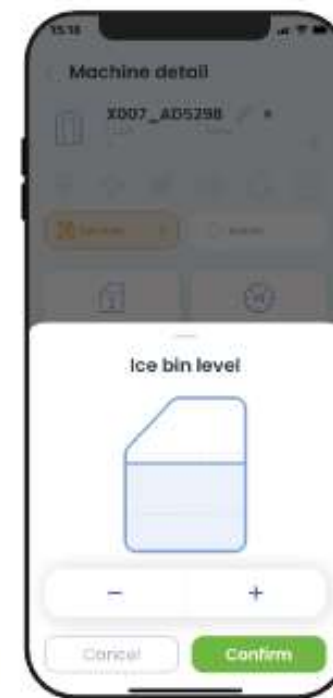 15:18
Machine detail
X007_AD5298
Ice bin level
− +
Cancel Confirm